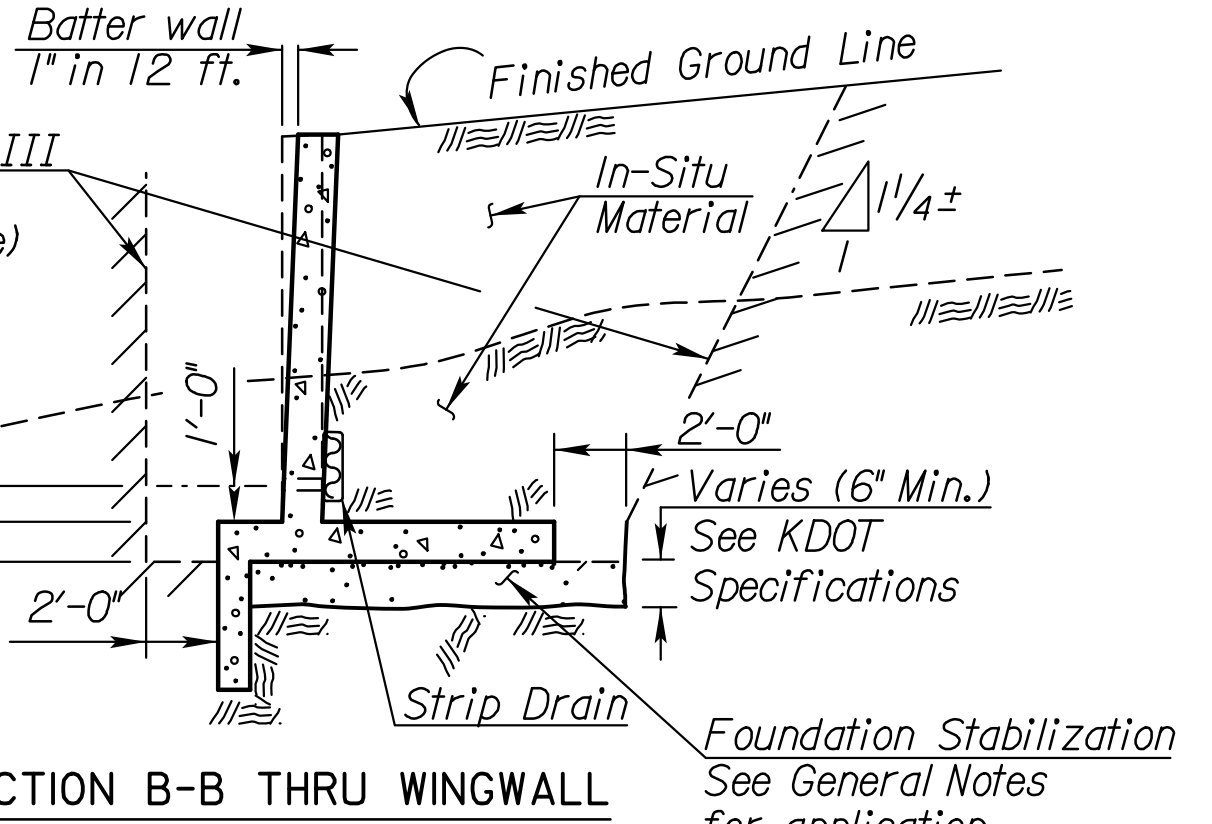 Batter wall
1" in 12 ft.
Finished Ground Line
III
In-Situ
Material
1 1/4 ±
1
e)
1'-0"
2'-0"
Varies (6" Min.)
See KDOT
Specifications
2'-0"
Strip Drain
Foundation Stabilization
See General Notes
for application
CTION B-B THRU WINGWALL